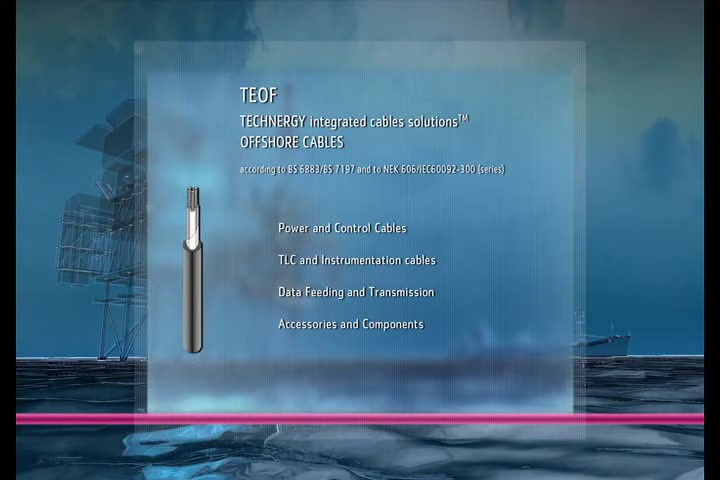 TEOF
TECHNERGY integrated cables solutions™
OFFSHORE CABLES
according to BS 6883/BS 7197 and to NEK 606/IEC60092-300 (series)
Power and Control Cables
TLC and Instrumentation cables
Data Feeding and Transmission
Accessories and Components